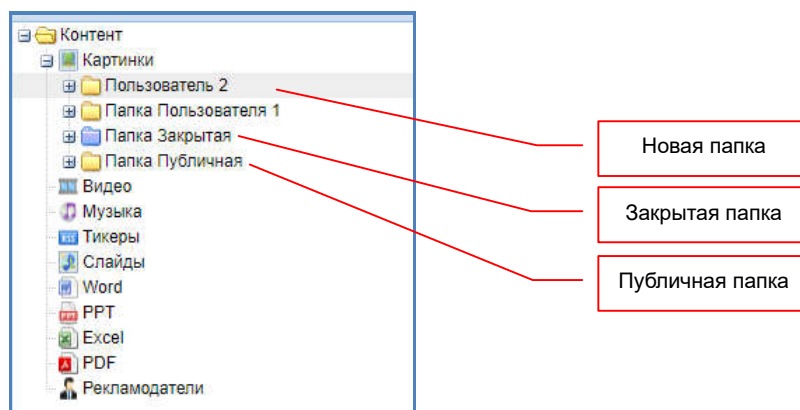 Контент
Картинки
Пользователь 2
Папка Пользователя 1
Папка Закрытая
Папка Публичная
Видео
Музыка
Тикеры
Слайды
Word
PPT
Excel
PDF
Рекламодатели
Новая папка
Закрытая папка
Публичная папка